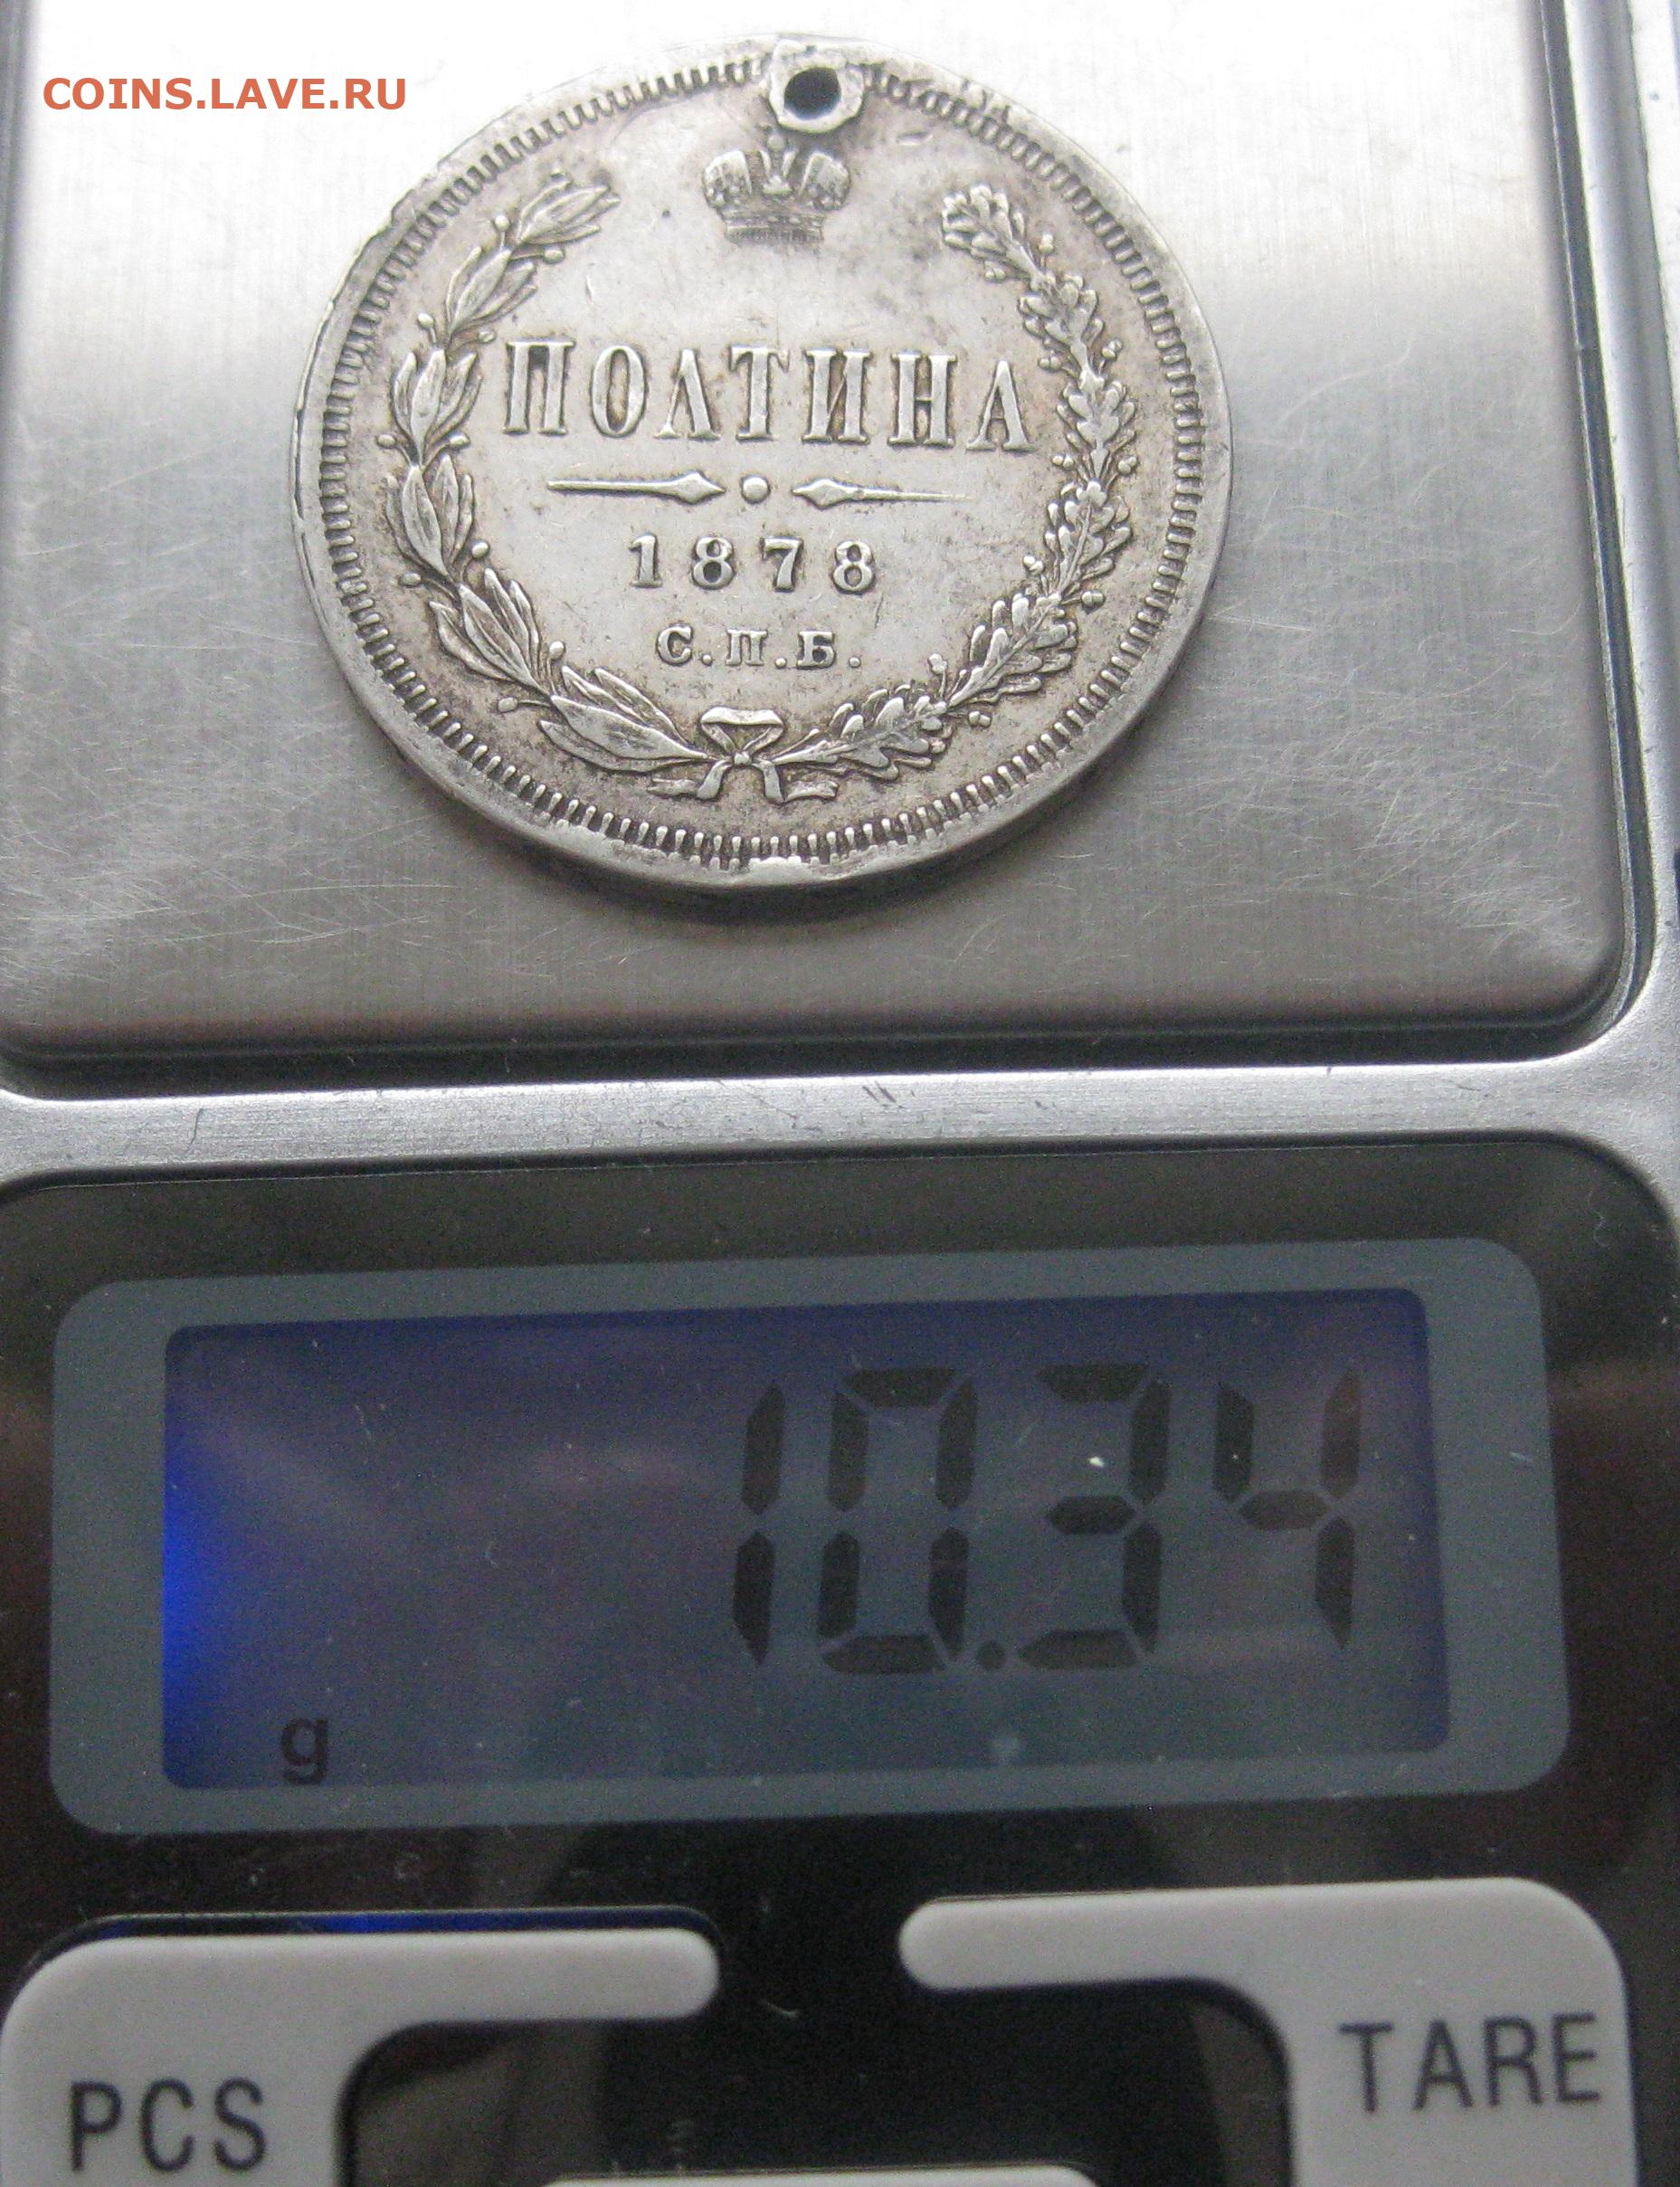 COINS.LAVE.RU
ПОЛТИНА
1878
С.П.Б.
10.34
g
PCS
TARE